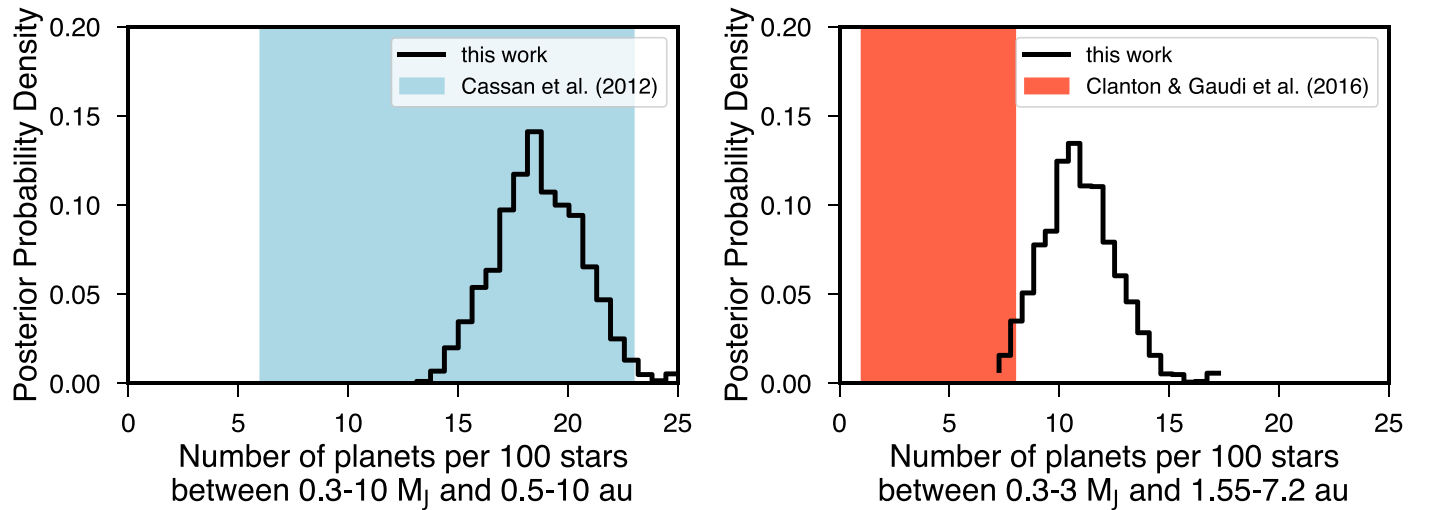 Posterior Probability Density
0.20
0.15
0.10
0.05
0.00
this work
Cassan et al. (2012)
0 5 10 15 20 25
Number of planets per 100 stars
between 0.3-10 MJ and 0.5-10 au
Posterior Probability Density
0.20
0.15
0.10
0.05
0.00
this work
Clanton & Gaudi et al. (2016)
0 5 10 15 20 25
Number of planets per 100 stars
between 0.3-3 MJ and 1.55-7.2 au